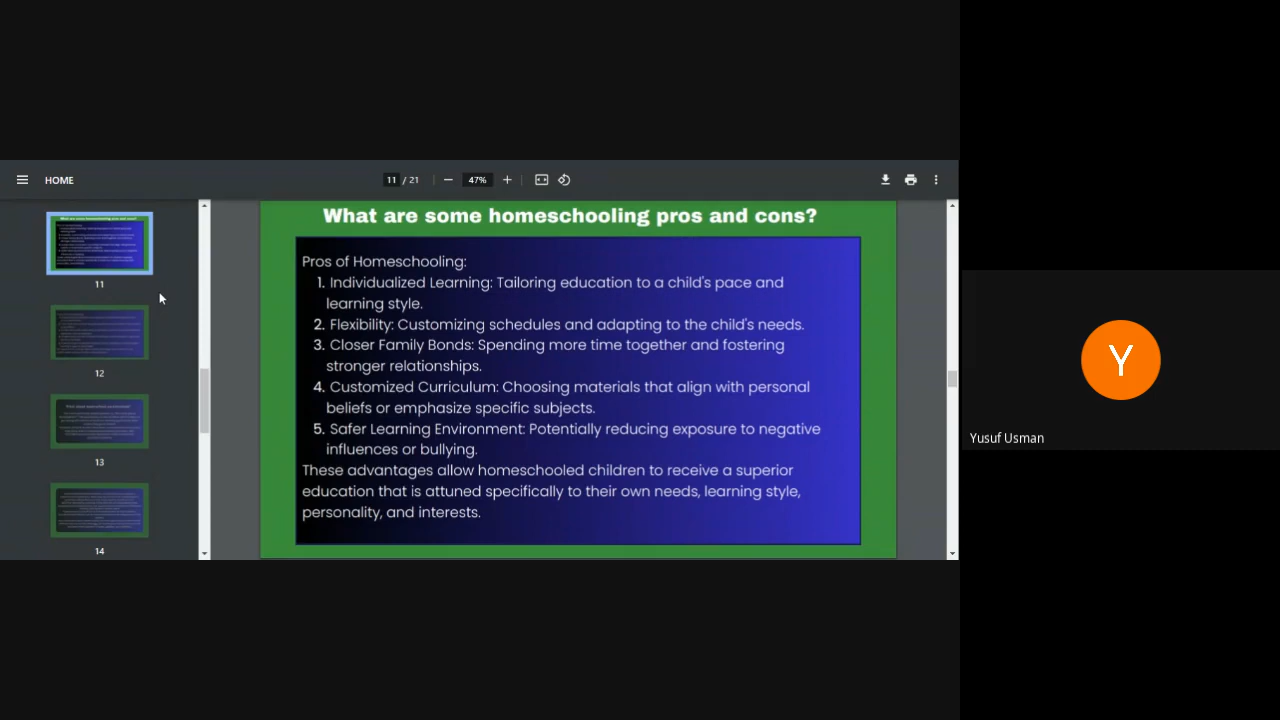 HOME
11 / 21
47%
What are some homeschooling pros and cons?
Pros of Homeschooling:
1. Individualized Learning: Tailoring education to a child's pace and
learning style.
2. Flexibility: Customizing schedules and adapting to the child's needs.
3. Closer Family Bonds: Spending more time together and fostering
stronger relationships.
4. Customized Curriculum: Choosing materials that align with personal
beliefs or emphasize specific subjects.
5. Safer Learning Environment: Potentially reducing exposure to negative
influences or bullying.
These advantages allow homeschooled children to receive a superior
education that is attuned specifically to their own needs, learning style,
personality, and interests.
11
12
13
14
Y
Yusuf Usman